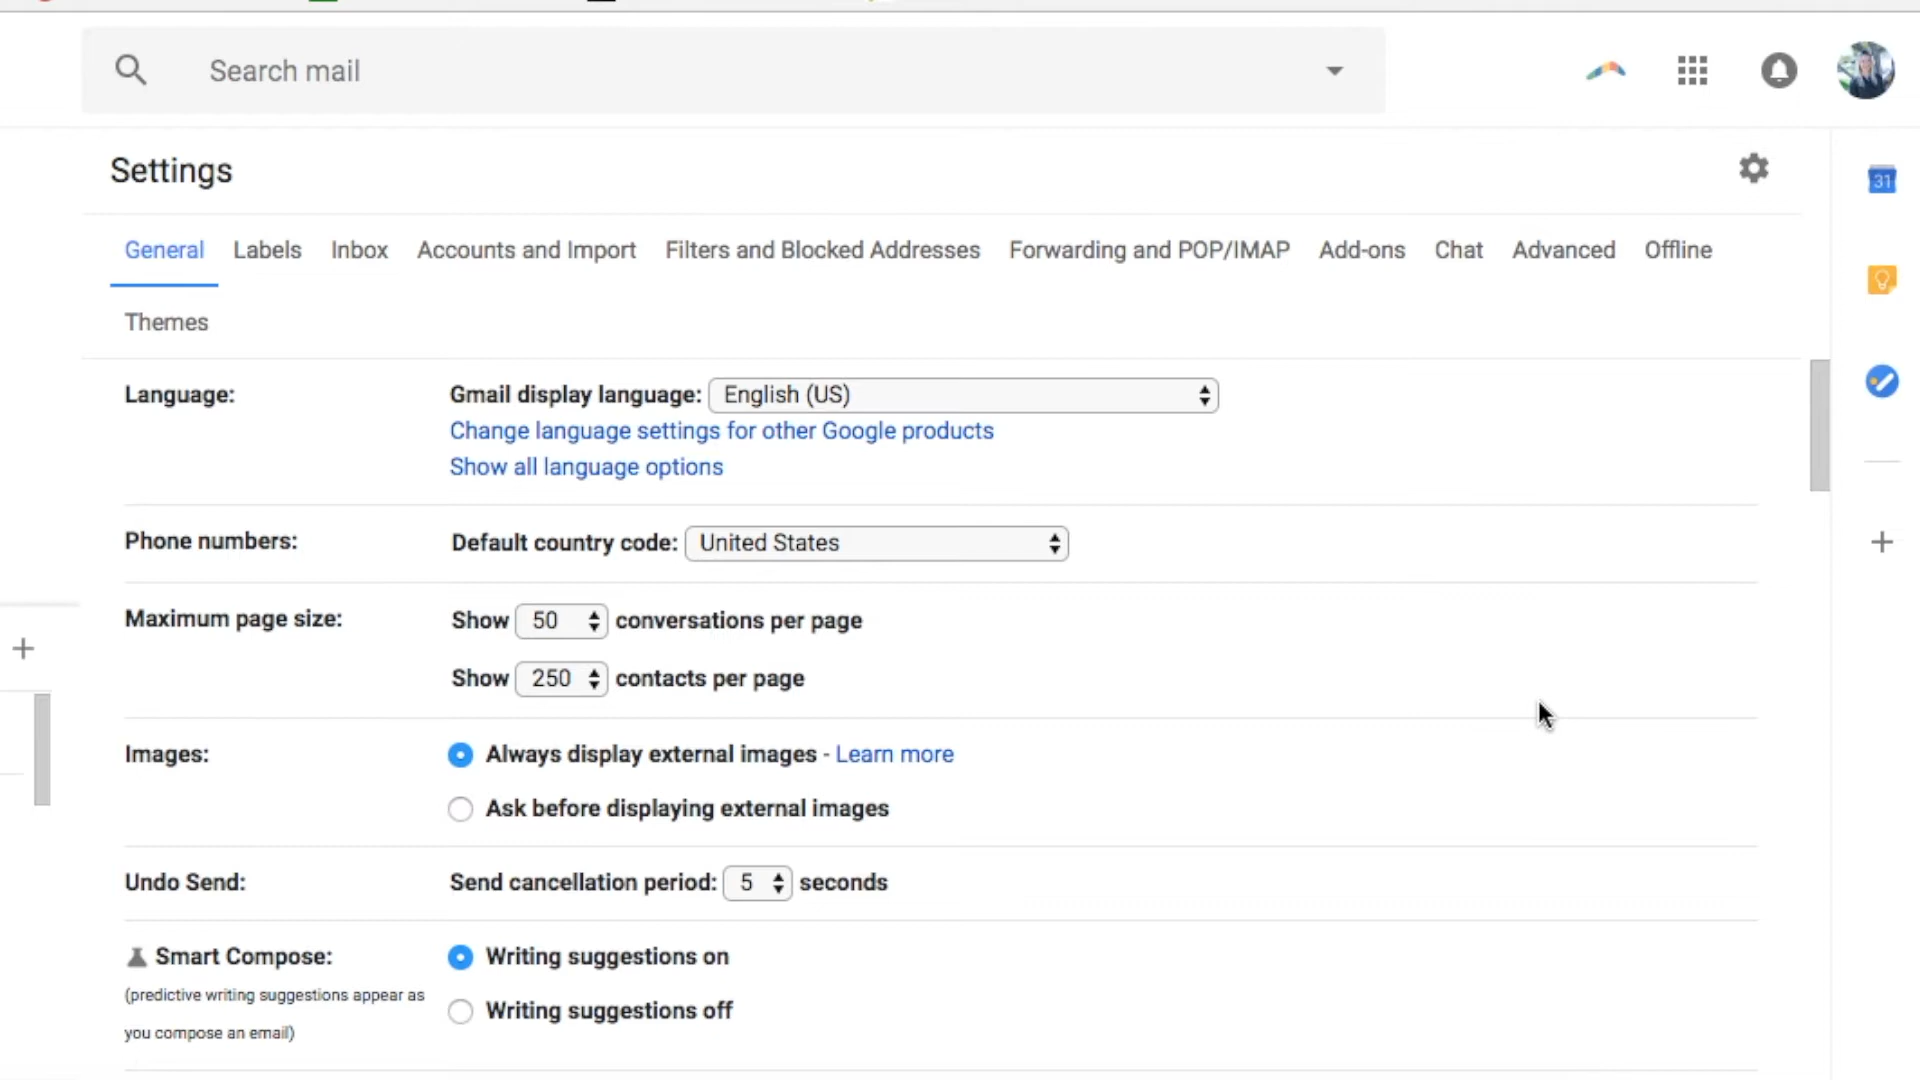 Search mail
Settings
31
General Labels Inbox Accounts and Import Filters and Blocked Addresses Forwarding and POP/IMAP Add-ons Chat Advanced Offline
Themes
Language: Gmail display language: English (US)
Change language settings for other Google products
Show all language options
Phone numbers: Default country code: United States
Maximum page size: Show 50 conversations per page
Show 250 contacts per page
Images: Always display external images - Learn more
Ask before displaying external images
Undo Send: Send cancellation period: 5 seconds
Smart Compose: Writing suggestions on
(predictive writing suggestions appear as
you compose an email)
Writing suggestions off